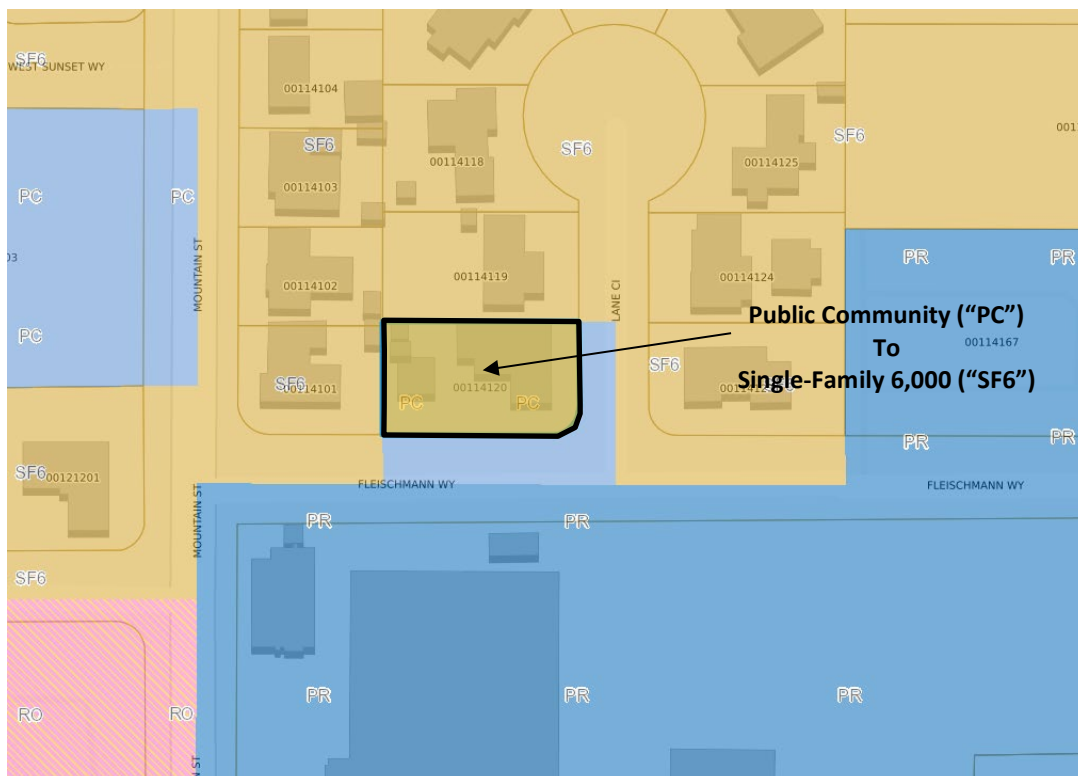 SF6
WEST SUNSET WY
00114104
SF6
00114103
00114118
SF6
00114125
SF6
PC
PC
MOUNTAIN ST
03
00114102
00114119
LANE CI
00114124
PR
PR
PC
Public Community (“PC”)
To
Single-Family 6,000 (“SF6”)
00114167
SF6
00114101
00114120
PC
PC
SF6
PR
PR
SF6
00121201
FLEISCHMANN WY
FLEISCHMANN WY
MOUNTAIN ST
PR
PR
SF6
RO
RO
PR
PR
PR